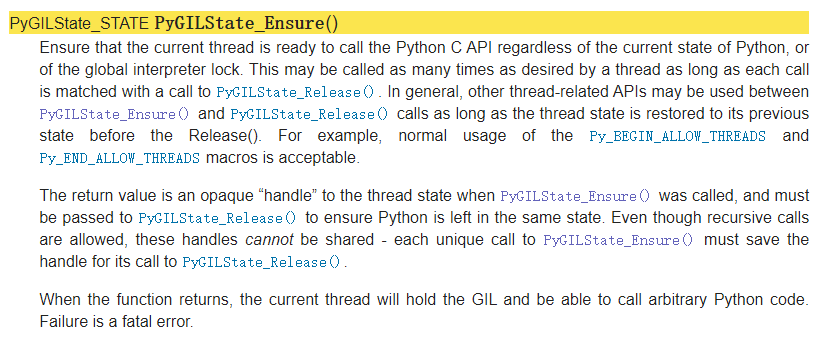 PyGILState_STATE PyGILState_Ensure()
Ensure that the current thread is ready to call the Python C API regardless of the current state of Python, or
of the global interpreter lock. This may be called as many times as desired by a thread as long as each call
is matched with a call to PyGILState_Release(). In general, other thread-related APIs may be used between
PyGILState_Ensure() and PyGILState_Release() calls as long as the thread state is restored to its previous
state before the Release(). For example, normal usage of the Py_BEGIN_ALLOW_THREADS and
Py_END_ALLOW_THREADS macros is acceptable.
The return value is an opaque “handle” to the thread state when PyGILState_Ensure() was called, and must
be passed to PyGILState_Release() to ensure Python is left in the same state. Even though recursive calls
are allowed, these handles cannot be shared - each unique call to PyGILState_Ensure() must save the
handle for its call to PyGILState_Release().
When the function returns, the current thread will hold the GIL and be able to call arbitrary Python code.
Failure is a fatal error.